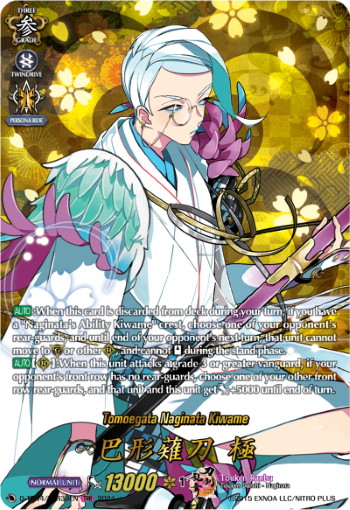 THREE
参
GRADE
TWINDRIVE
PERSONA RIDE
AUTO :When this card is discarded from deck during your turn, if you have
a "Naginata's Ability Kiwame" crest, choose one of your opponent's
rear-guards, and until end of your opponent's next turn, that unit cannot
move to or other , and cannot during the stand phase.
AUTO :When this unit attacks a grade 3 or greater vanguard, if your
opponent's front row has no rear-guards, choose one of your other front
row rear-guards, and that unit and this unit get +5000 until end of turn.
Tomoegata Naginata Kiwame
巴形薙刀 極
NORMAL UNIT
13000
1
Touken Ranbu
Naginata
2024
©2015 EXNOA LLC/NITRO PLUS